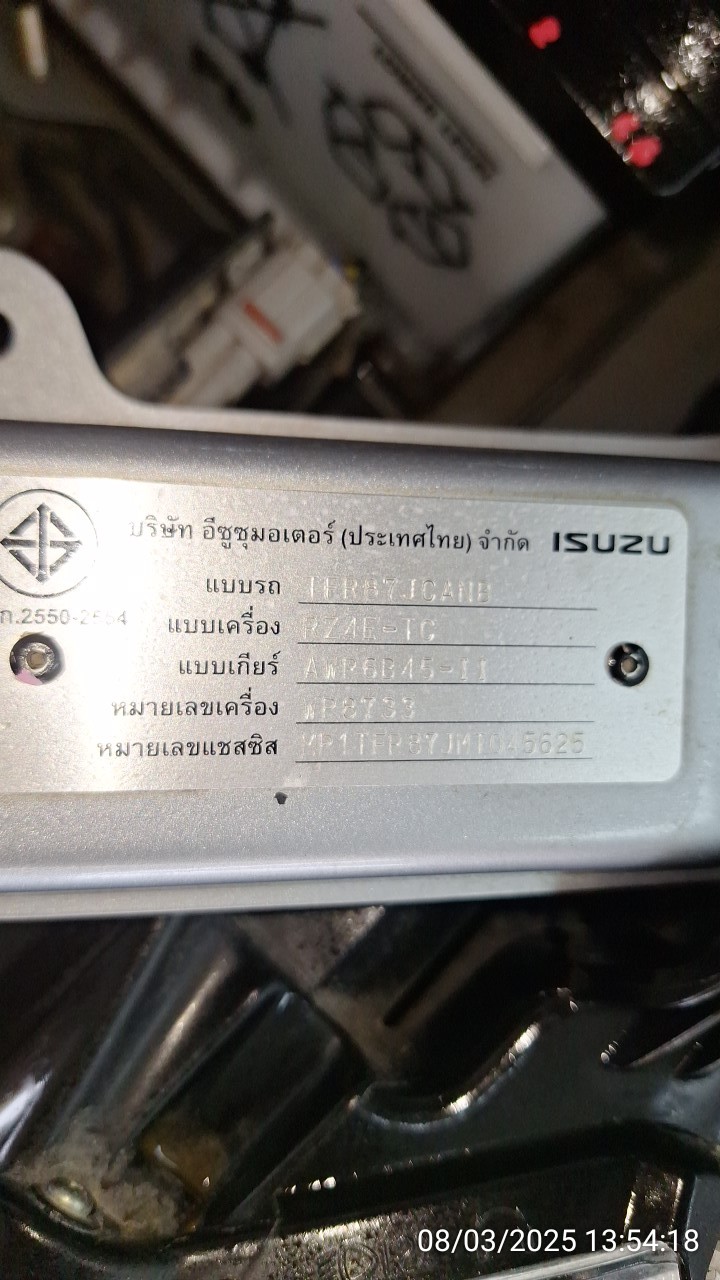 บริษัท อีซูซุมอเตอร์ (ประเทศไทย) จำกัด ISUZU
แบบรถ TFR87JCANB
ก.2550-2554
แบบเครื่อง RZ4E-TC
แบบเกียร์ AWR6B45-II
หมายเลขเครื่อง WP8733
หมายเลขแชสซิส
08/03/2025 13:54:18